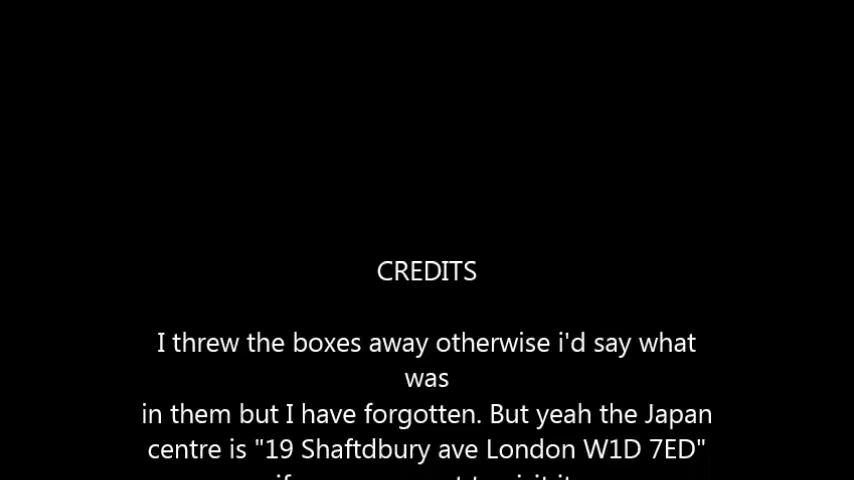 CREDITS
I threw the boxes away otherwise i'd say what
was
in them but I have forgotten. But yeah the Japan
centre is "19 Shaftdbury ave London W1D 7ED"